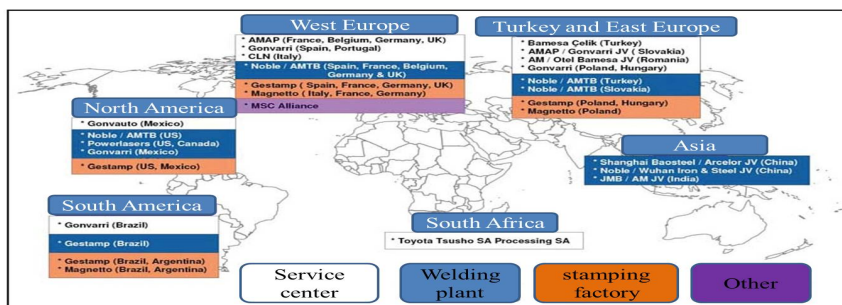 West Europe
* AMAP (France, Belgium, Germany, UK)
* Gonvarri (Spain, Portugal)
* CLN (Italy)
* Noble / AMTB (Spain, France, Belgium,
Germany & UK)
* Gestamp ( Spain, France, Germany, UK)
* Magnetto ( Italy, France, Germany)
* MSC Alliance
Turkey and East Europe
* Bamesa Çelik (Turkey)
* AMAP / Gonvarri JV ( Slovakia)
* AM / Otel Bamesa JV (Romania)
* Gonvarri (Poland, Hungary)
* Noble / AMTB (Turkey)
* Noble / AMTB (Slovakia)
* Gestamp (Poland, Hungary)
* Magnetto (Poland)
North America
* Gonvauto (Mexico)
* Noble / AMTB (US)
* Powerlasers (US, Canada)
* Gonvarri (Mexico)
* Gestamp (US, Mexico)
Asia
* Shanghai Baosteel / Arcelor JV (China)
* Noble / Wuhan Iron & Steel JV (China)
* JMB / AM JV (India)
South America
* Gonvarri (Brazil)
* Gestamp (Brazil)
* Gestamp (Brazil, Argentina)
* Magnetto (Brazil, Argentina)
South Africa
* Toyota Tsusho SA Processing SA
Service
center
Welding
plant
stamping
factory
Other